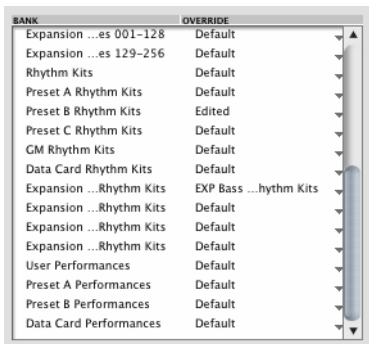 BANK OVERRIDE
Expansion ...es 001–128 Default
Expansion ...es 129–256 Default
Rhythm Kits Default
Preset A Rhythm Kits Default
Preset B Rhythm Kits Edited
Preset C Rhythm Kits Default
GM Rhythm Kits Default
Data Card Rhythm Kits Default
Expansion ...Rhythm Kits EXP Bass ...hythm Kits
Expansion ...Rhythm Kits Default
Expansion ...Rhythm Kits Default
Expansion ...Rhythm Kits Default
User Performances Default
Preset A Performances Default
Preset B Performances Default
Data Card Performances Default